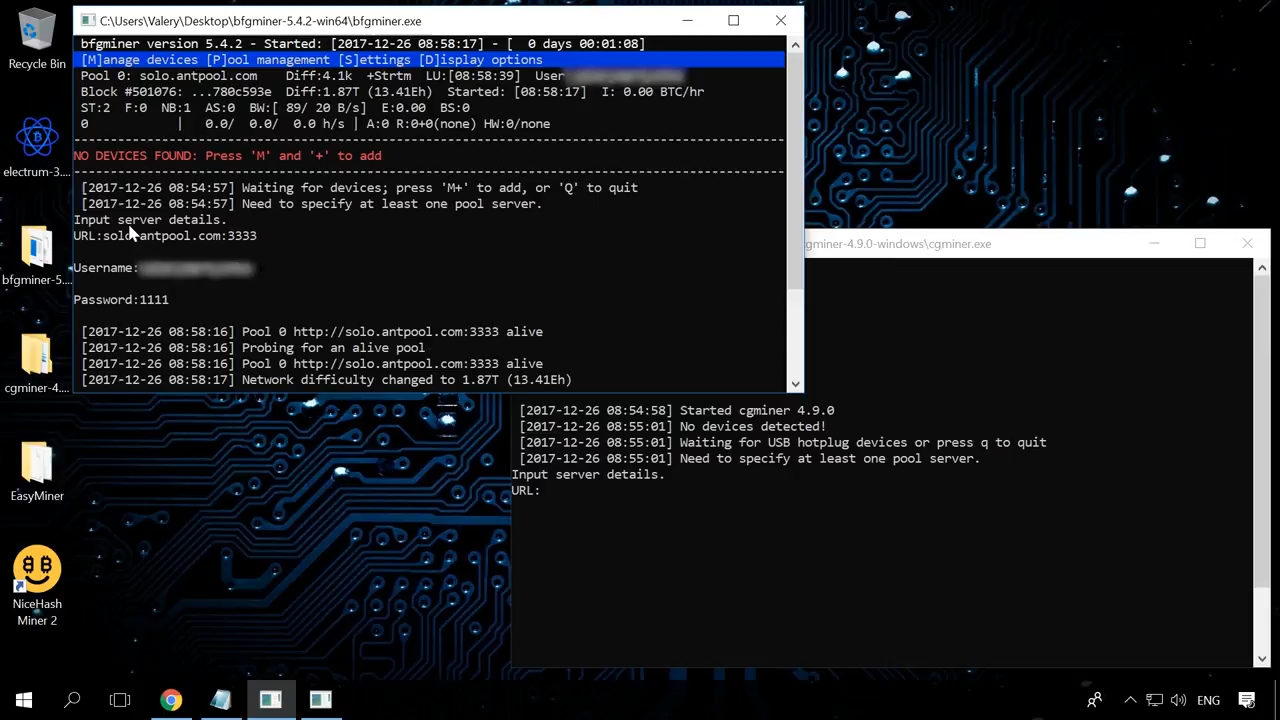 Recycle Bin
electrum-3....
bfgminer-5....
cgminer-4....
EasyMiner
NiceHash
Miner 2
C:\Users\Valery\Desktop\bfgminer-5.4.2-win64\bfgminer.exe
bfgminer version 5.4.2 - Started: [2017-12-26 08:58:17] - [  0 days 00:01:08]
[M]anage devices [P]ool management [S]ettings [D]isplay options
Pool 0: solo.antpool.com    Diff:4.1k  +Strtm  LU:[08:58:39]  User
Block #501076: ...780c593e  Diff:1.87T (13.41Eh)  Started: [08:58:17]  I: 0.00 BTC/hr
ST:2  F:0  NB:1  AS:0  BW:[ 89/ 20 B/s]  E:0.00  BS:0
0           |   0.0/  0.0/  0.0 h/s | A:0 R:0+0(none) HW:0/none
NO DEVICES FOUND: Press 'M' and '+' to add
[2017-12-26 08:54:57] Waiting for devices; press 'M+' to add, or 'Q' to quit
[2017-12-26 08:54:57] Need to specify at least one pool server.
Input server details.
URL:solo.antpool.com:3333
Username:
Password:1111
[2017-12-26 08:58:16] Pool 0 http://solo.antpool.com:3333 alive
[2017-12-26 08:58:16] Probing for an alive pool
[2017-12-26 08:58:16] Pool 0 http://solo.antpool.com:3333 alive
[2017-12-26 08:58:17] Network difficulty changed to 1.87T (13.41Eh)
gminer-4.9.0-windows\cgminer.exe
[2017-12-26 08:54:58] Started cgminer 4.9.0
[2017-12-26 08:55:01] No devices detected!
[2017-12-26 08:55:01] Waiting for USB hotplug devices or press q to quit
[2017-12-26 08:55:01] Need to specify at least one pool server.
Input server details.
URL:
ENG